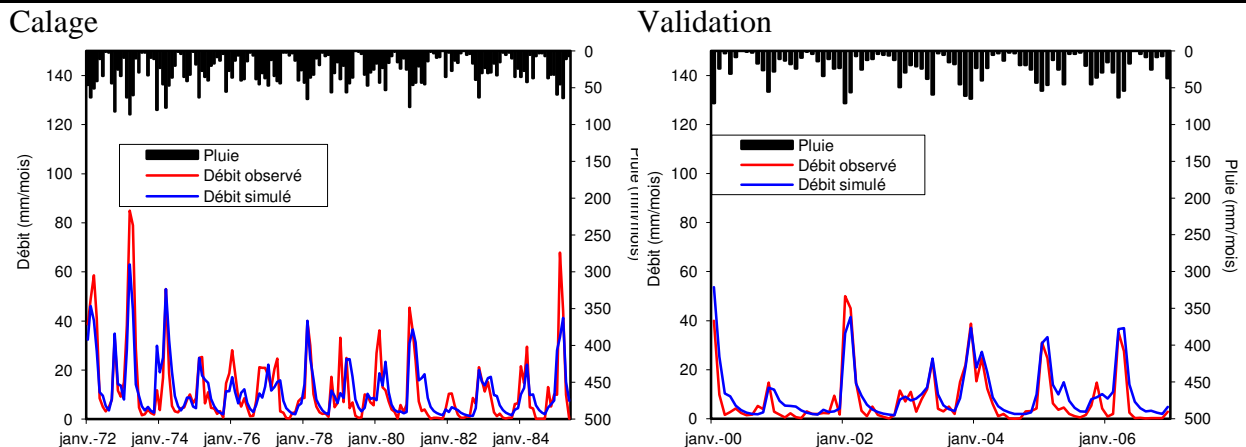 Calage
Validation
140
120
100
80
60
40
20
0
Débit (mm/mois)
0
50
100
150
200
250
300
350
400
450
500
Pluie (mm/mois)
Pluie
Débit observé
Débit simulé
janv.-72
janv.-74
janv.-76
janv.-78
janv.-80
janv.-82
janv.-84
140
120
100
80
60
40
20
0
Débit (mm/mois)
0
50
100
150
200
250
300
350
400
450
500
Pluie (mm/mois)
Pluie
Débit observé
Débit simulé
janv.-00
janv.-02
janv.-04
janv.-06